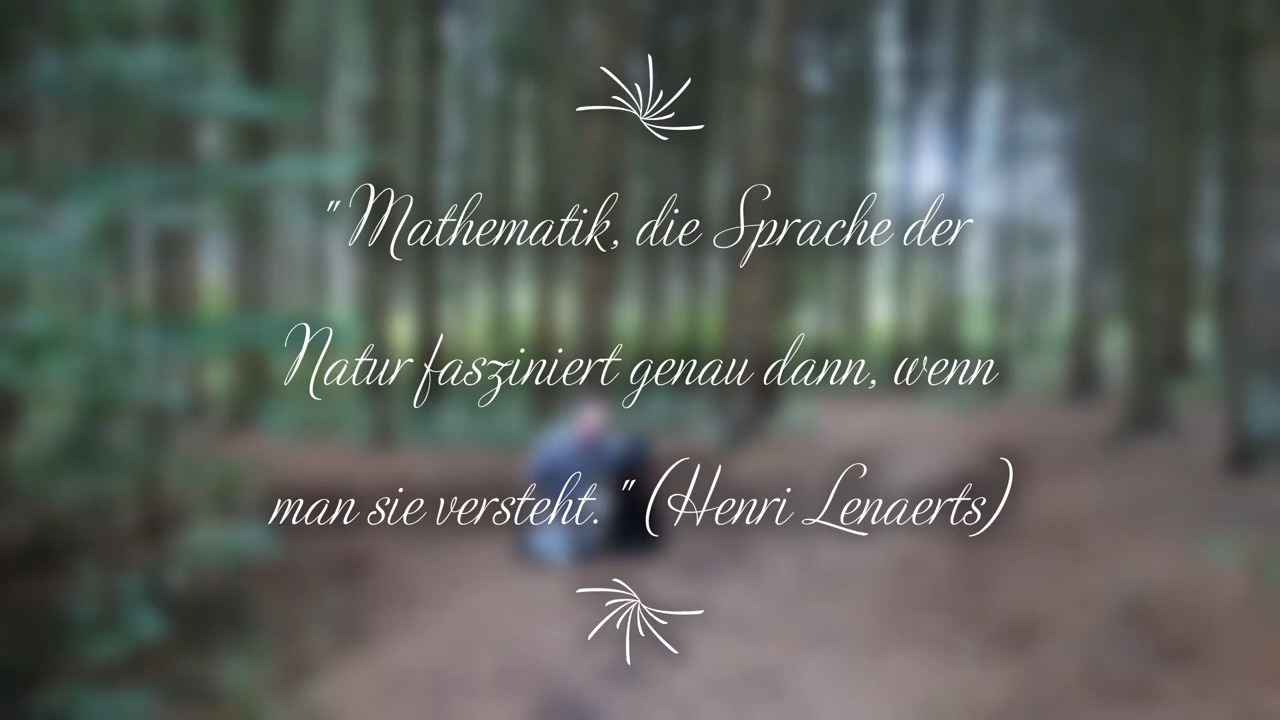 "Mathematik, die Sprache der
Natur fasziniert genau dann, wenn
man sie versteht." (Henri Lenaerts)